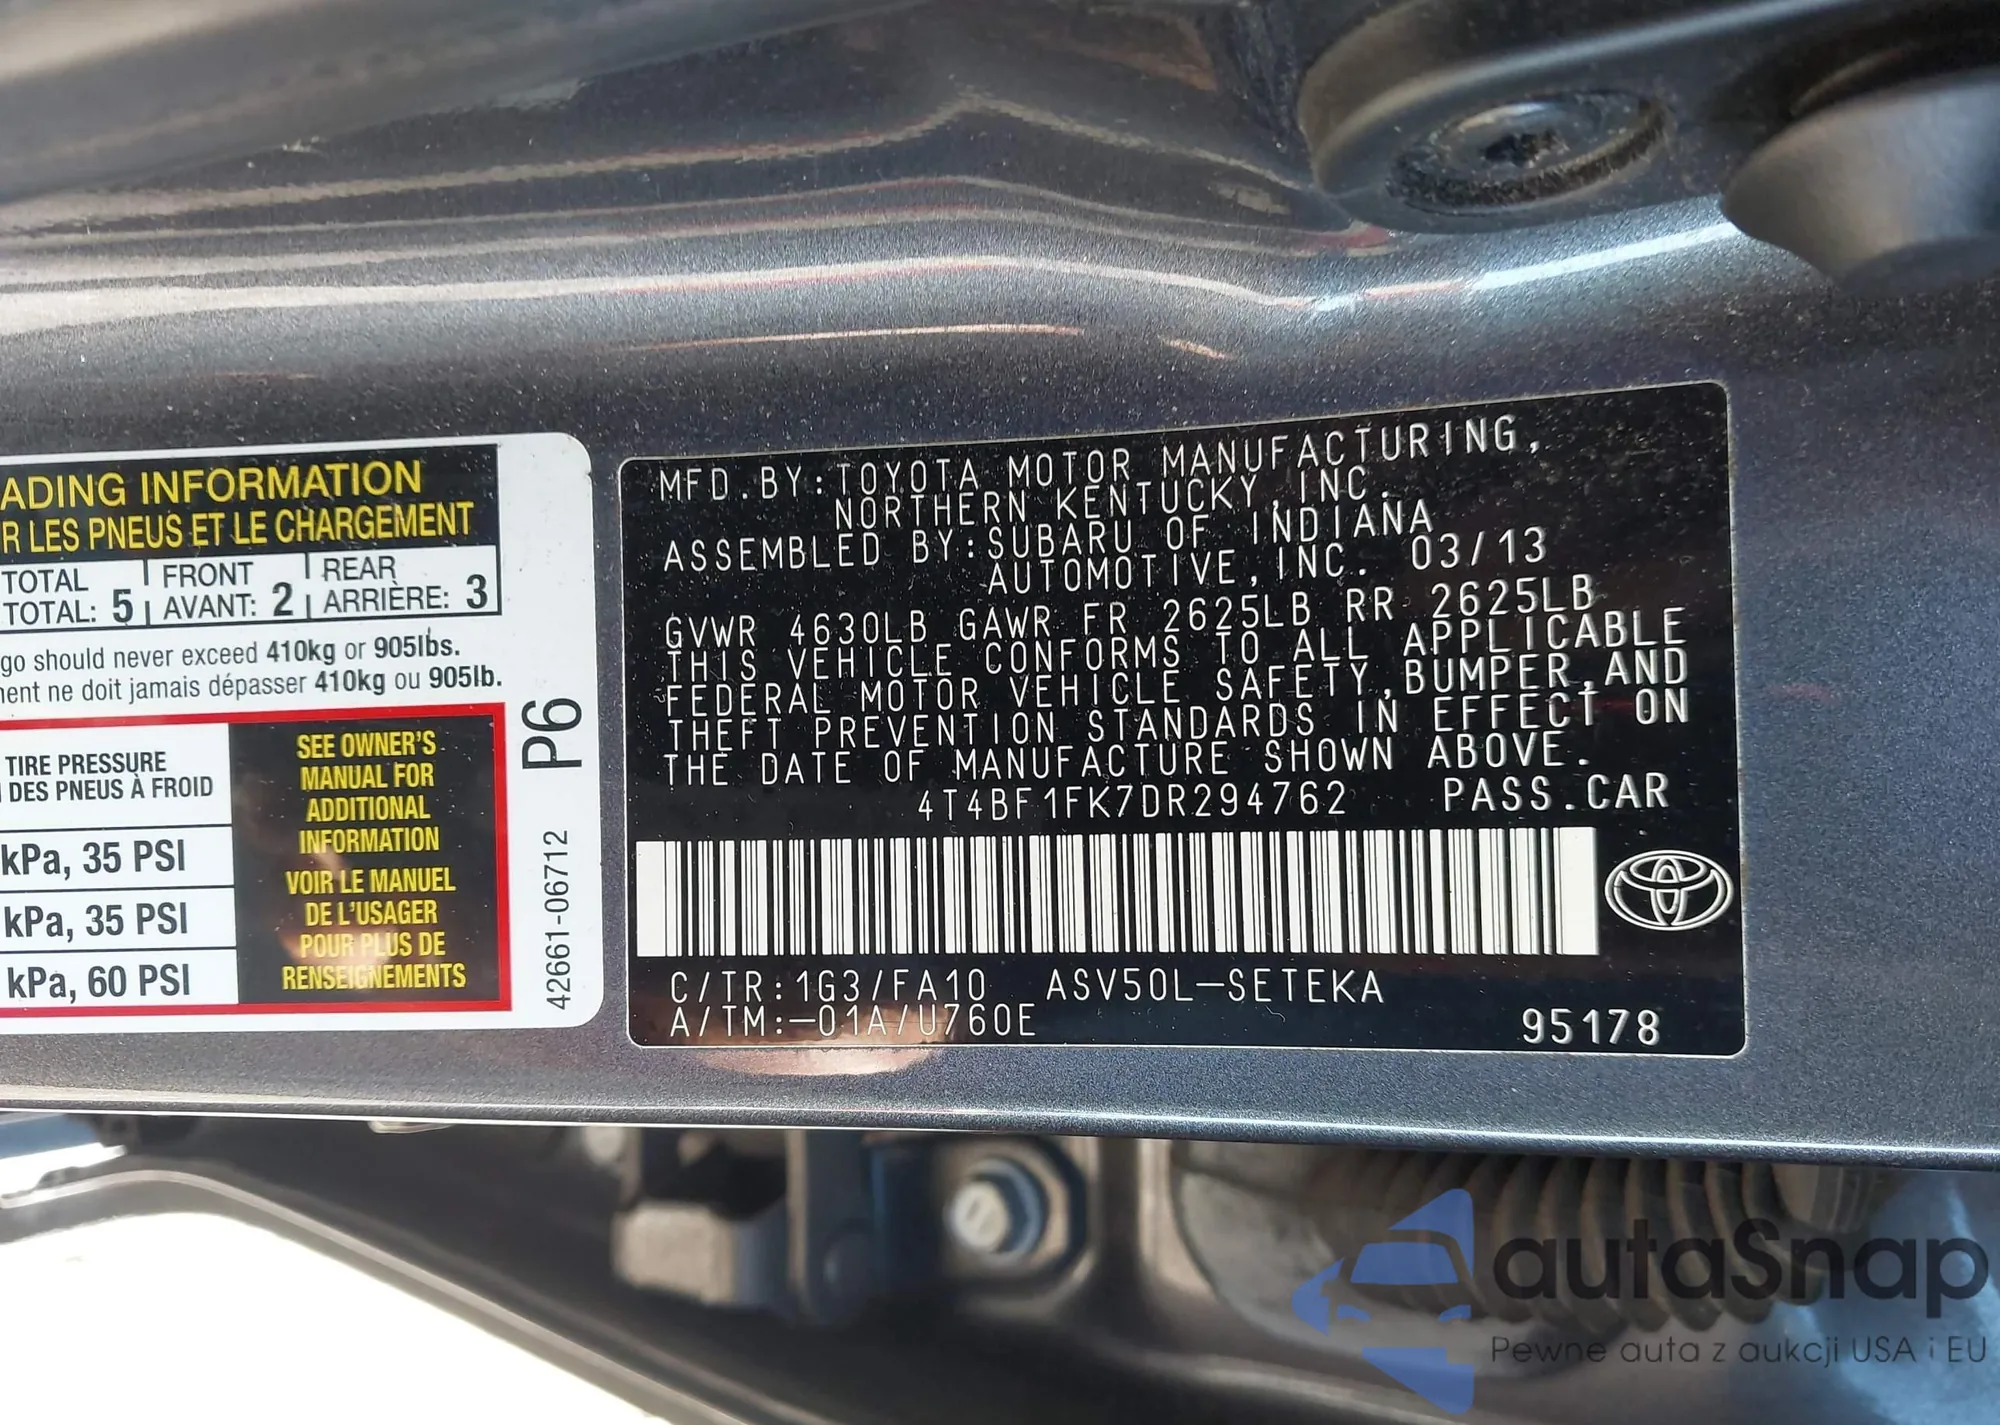 ADING INFORMATION
R LES PNEUS ET LE CHARGEMENT
TOTAL FRONT REAR
TOTAL: 5 AVANT: 2 ARRIÈRE: 3
go should never exceed 410kg or 905lbs.
ment ne doit jamais dépasser 410kg ou 905lb.
TIRE PRESSURE
DES PNEUS À FROID
kPa, 35 PSI
kPa, 35 PSI
kPa, 60 PSI
SEE OWNER'S
MANUAL FOR
ADDITIONAL
INFORMATION
VOIR LE MANUEL
DE L'USAGER
POUR PLUS DE
RENSEIGNEMENTS
P6
42661-06712
MFD.BY:TOYOTA MOTOR MANUFACTURING,
NORTHERN KENTUCKY,INC.
ASSEMBLED BY:SUBARU OF INDIANA
AUTOMOTIVE,INC. 03/13
GVWR 4630LB GAWR FR 2625LB RR 2625LB
THIS VEHICLE CONFORMS TO ALL APPLICABLE
FEDERAL MOTOR VEHICLE SAFETY,BUMPER,AND
THEFT PREVENTION STANDARDS IN EFFECT ON
THE DATE OF MANUFACTURE SHOWN ABOVE.
4T4BF1FK7DR294762 PASS.CAR
C/TR:1G3/FA10 ASV50L-SETEKA
A/TM:-01A/U760E
95178
autaSnap
Pewne auta z aukcji USA i EU